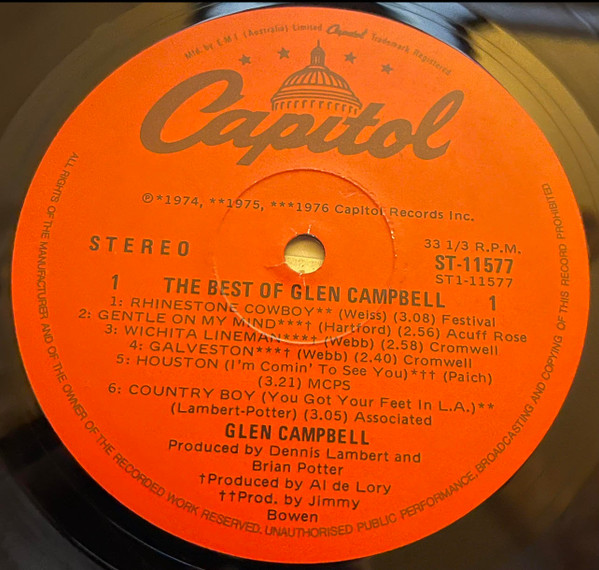 Mfg. by E.M.I (Australia) Limited Capitol Trademark Registered
Capitol
℗*1974, **1975, ***1976 Capitol Records Inc.
STEREO
33 1/3 R.P.M.
ST-11577
ST1-11577
1 THE BEST OF GLEN CAMPBELL 1
1: RHINESTONE COWBOY** (Weiss) (3.08) Festival
2: GENTLE ON MY MIND***† (Hartford) (2.56) Acuff Rose
3: WICHITA LINEMAN***† (Webb) (2.58) Cromwell
4: GALVESTON***† (Webb) (2.40) Cromwell
5: HOUSTON (I'm Comin' To See You)*†† (Paich)
(3.21) MCPS
6: COUNTRY BOY (You Got Your Feet In L.A.)**
(Lambert-Potter) (3.05) Associated
GLEN CAMPBELL
Produced by Dennis Lambert and
Brian Potter
†Produced by Al de Lory
††Prod. by Jimmy
Bowen
ALL RIGHTS OF THE MANUFACTURER AND OF THE OWNER OF THE RECORDED WORK RESERVED. UNAUTHORISED PUBLIC PERFORMANCE, BROADCASTING AND COPYING OF THIS RECORD PROHIBITED.